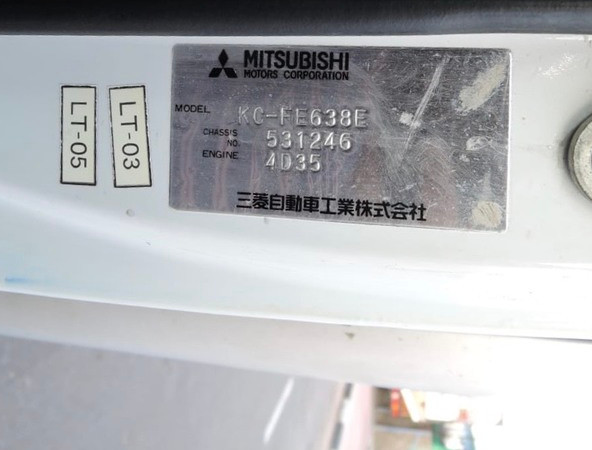 MITSUBISHI
MOTORS CORPORATION
MODEL KC-FE638E
CHASSIS NO. 531246
ENGINE 4D35
三菱自動車工業株式会社
LT-03
LT-05